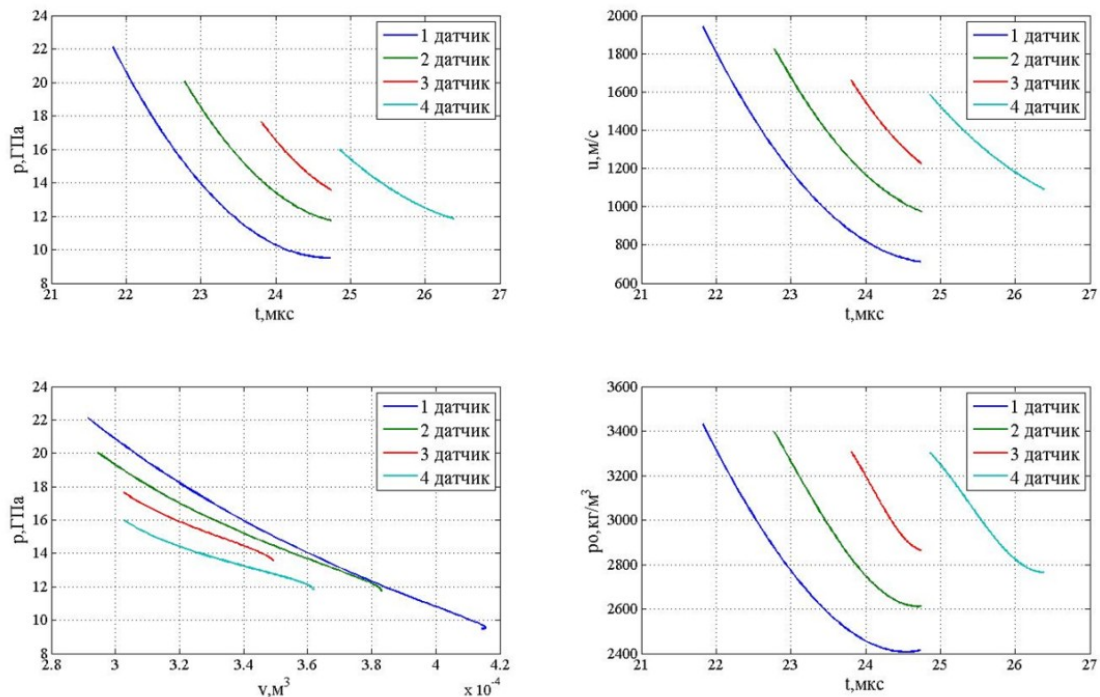 p,ГПа
24
22
20
18
16
14
12
10
8
21
22
23
24
25
26
27
t,мкс
1 датчик
2 датчик
3 датчик
4 датчик
u,м/с
2000
1800
1600
1400
1200
1000
800
600
21
22
23
24
25
26
27
t,мкс
1 датчик
2 датчик
3 датчик
4 датчик
p,ГПа
24
22
20
18
16
14
12
10
8
2.8
3
3.2
3.4
3.6
3.8
4
4.2
v,м³
x 10⁻⁴
1 датчик
2 датчик
3 датчик
4 датчик
po,кг/м³
3600
3400
3200
3000
2800
2600
2400
21
22
23
24
25
26
27
t,мкс
1 датчик
2 датчик
3 датчик
4 датчик